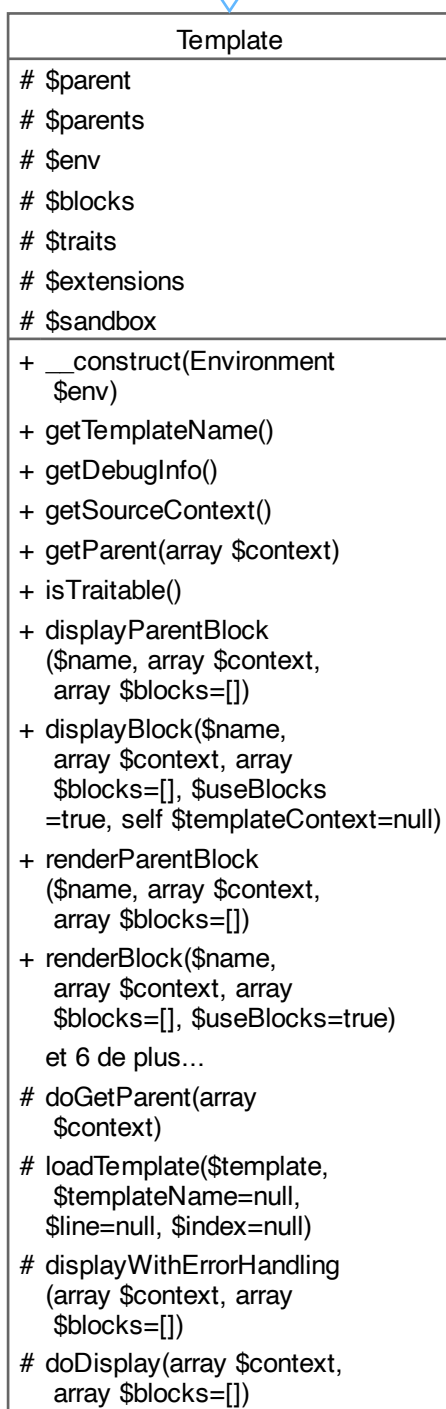 Template
# $parent
# $parents
# $env
# $blocks
# $traits
# $extensions
# $sandbox
+ __construct(Environment
$env)
+ getTemplateName()
+ getDebugInfo()
+ getSourceContext()
+ getParent(array $context)
+ isTraitable()
+ displayParentBlock
($name, array $context,
array $blocks=[])
+ displayBlock($name,
array $context, array
$blocks=[], $useBlocks
=true, self $templateContext=null)
+ renderParentBlock
($name, array $context,
array $blocks=[])
+ renderBlock($name,
array $context, array
$blocks=[], $useBlocks=true)
et 6 de plus...
# doGetParent(array
$context)
# loadTemplate($template,
$templateName=null,
$line=null, $index=null)
# displayWithErrorHandling
(array $context, array
$blocks=[])
# doDisplay(array $context,
array $blocks=[])